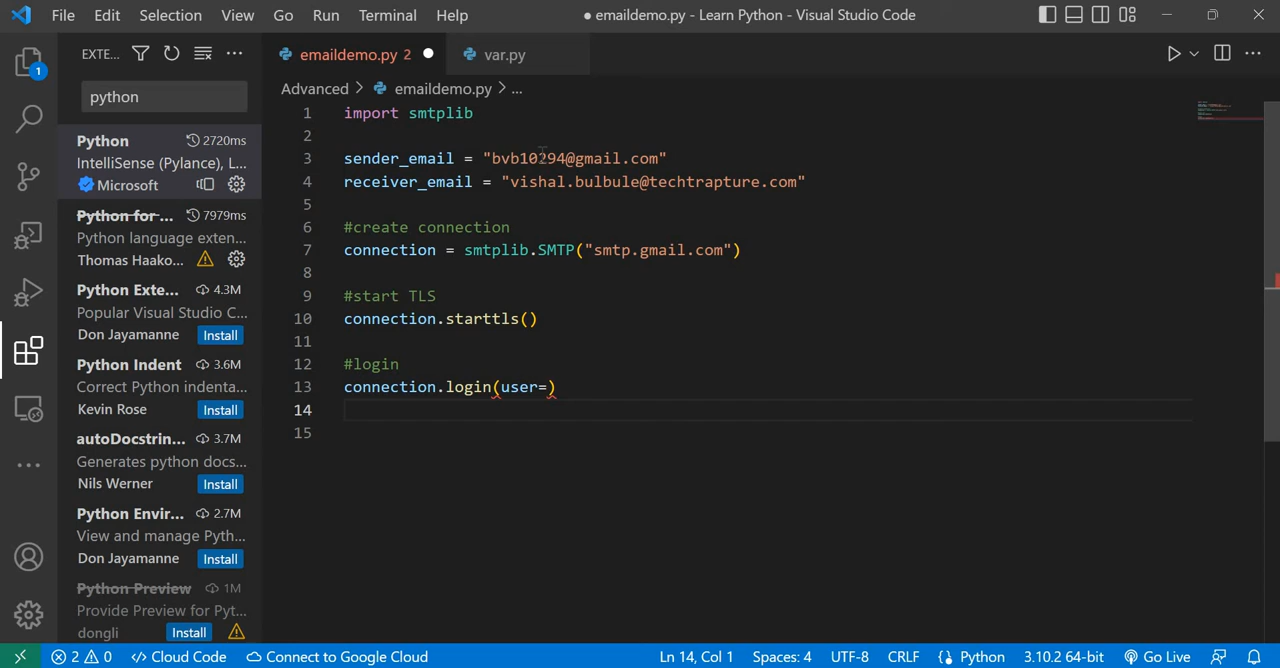 File Edit Selection View Go Run Terminal Help
● emaildemo.py - Learn Python - Visual Studio Code
EXTE...
python
Python 2720ms
IntelliSense (Pylance), L...
Microsoft
Python for ... 7979ms
Python language exten...
Thomas Haako...
Python Exte... 4.3M
Popular Visual Studio C...
Don Jayamanne Install
Python Indent 3.6M
Correct Python indenta...
Kevin Rose Install
autoDocstrin... 3.7M
Generates python docs...
Nils Werner Install
Python Envir... 2.7M
View and manage Pyth...
Don Jayamanne Install
Python Preview 1M
Provide Preview for Pyt...
dongli Install
1
emaildemo.py 2 ●
var.py
Advanced > emaildemo.py > ...
1 import smtplib
2
3 sender_email = "bvb10294@gmail.com"
4 receiver_email = "vishal.bulbule@techtrapture.com"
5
6 #create connection
7 connection = smtplib.SMTP("smtp.gmail.com")
8
9 #start TLS
10 connection.starttls()
11
12 #login
13 connection.login(user=)
14
15
2 0 Cloud Code Connect to Google Cloud Ln 14, Col 1 Spaces: 4 UTF-8 CRLF Python 3.10.2 64-bit Go Live